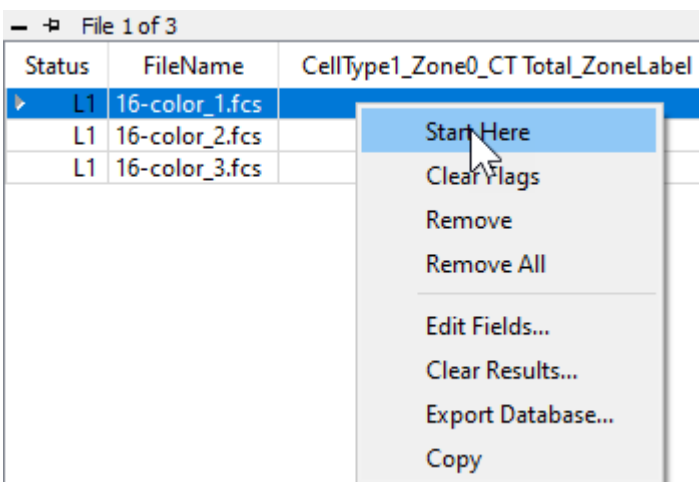 File 1 of 3
Status FileName CellType1_Zone0_CT Total_ZoneLabel
L1 16-color_1.fcs
L1 16-color_2.fcs
L1 16-color_3.fcs
Start Here
Clear Flags
Remove
Remove All
Edit Fields...
Clear Results...
Export Database...
Copy